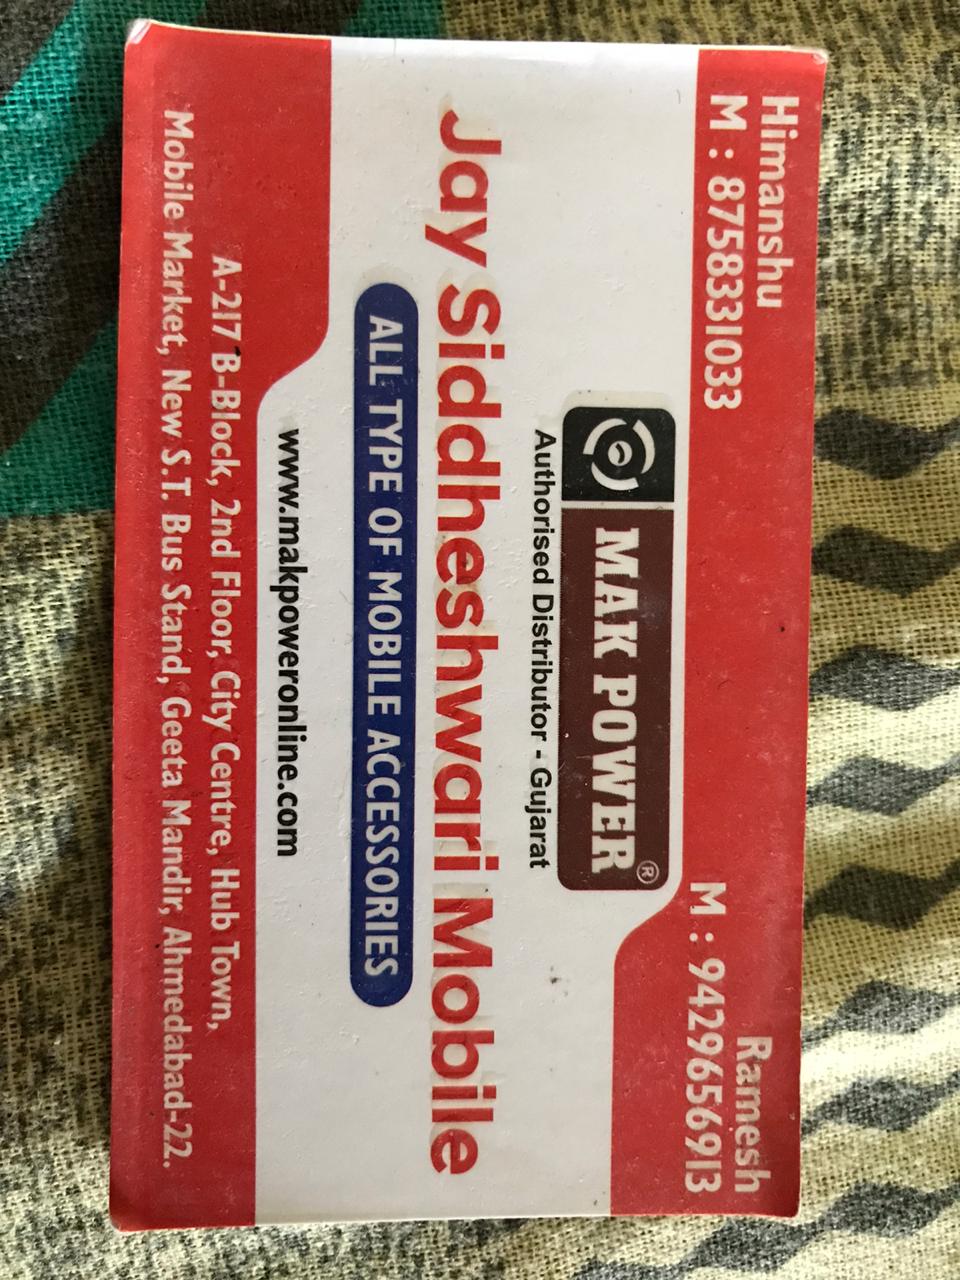 Himanshu
M : 8758331033
Ramesh
M : 9429656913
MAK POWER®
Authorised Distributor - Gujarat
Jay Siddheshwari Mobile
ALL TYPE OF MOBILE ACCESSORIES
www.makpoweronline.com
A-217 B-Block, 2nd Floor, City Centre, Hub Town,
Mobile Market, New S.T. Bus Stand, Geeta Mandir, Ahmedabad-22.